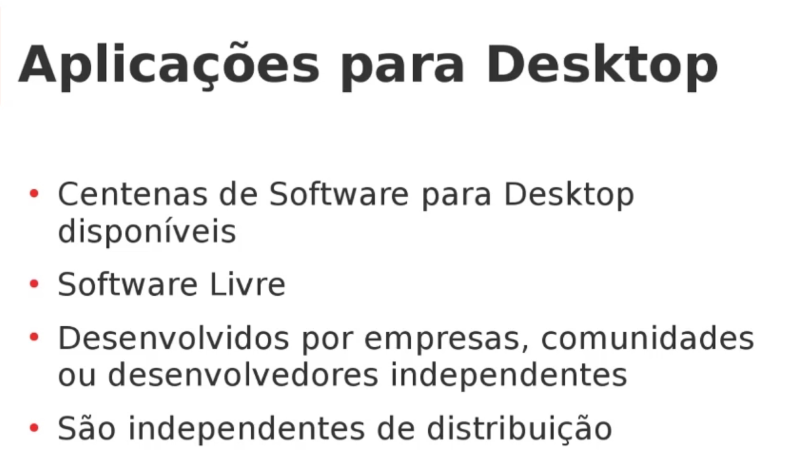 Aplicações para Desktop
• Centenas de Software para Desktop
disponíveis
• Software Livre
• Desenvolvidos por empresas, comunidades
ou desenvolvedores independentes
• São independentes de distribuição